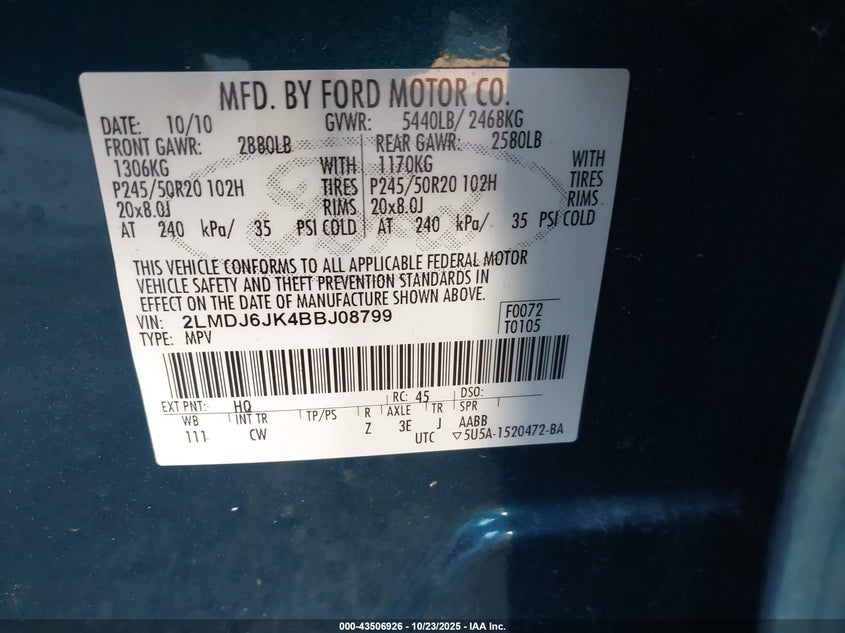 MFD. BY FORD MOTOR CO.
DATE: 10/10 GVWR: 5440LB/ 2468KG
FRONT GAWR: 2880LB REAR GAWR: 2580LB
1306KG WITH 1170KG WITH
P245/50R20 102H TIRES P245/50R20 102H TIRES
20x8.0J RIMS 20x8.0J RIMS
AT 240 kPa/ 35 PSI COLD AT 240 kPa/ 35 PSI COLD
THIS VEHICLE CONFORMS TO ALL APPLICABLE FEDERAL MOTOR
VEHICLE SAFETY AND THEFT PREVENTION STANDARDS IN
EFFECT ON THE DATE OF MANUFACTURE SHOWN ABOVE.
VIN: 2LMDJ6JK4BBJ08799 F0072
TYPE: MPV T0105
EXT PNT: HQ RC: 45 DSO:
WB INT TR TP/PS R AXLE TR SPR
111 CW Z 3E J AABB
UTC ▽5U5A-1520472-BA
000-43506926 - 10/23/2025 - IAA Inc.